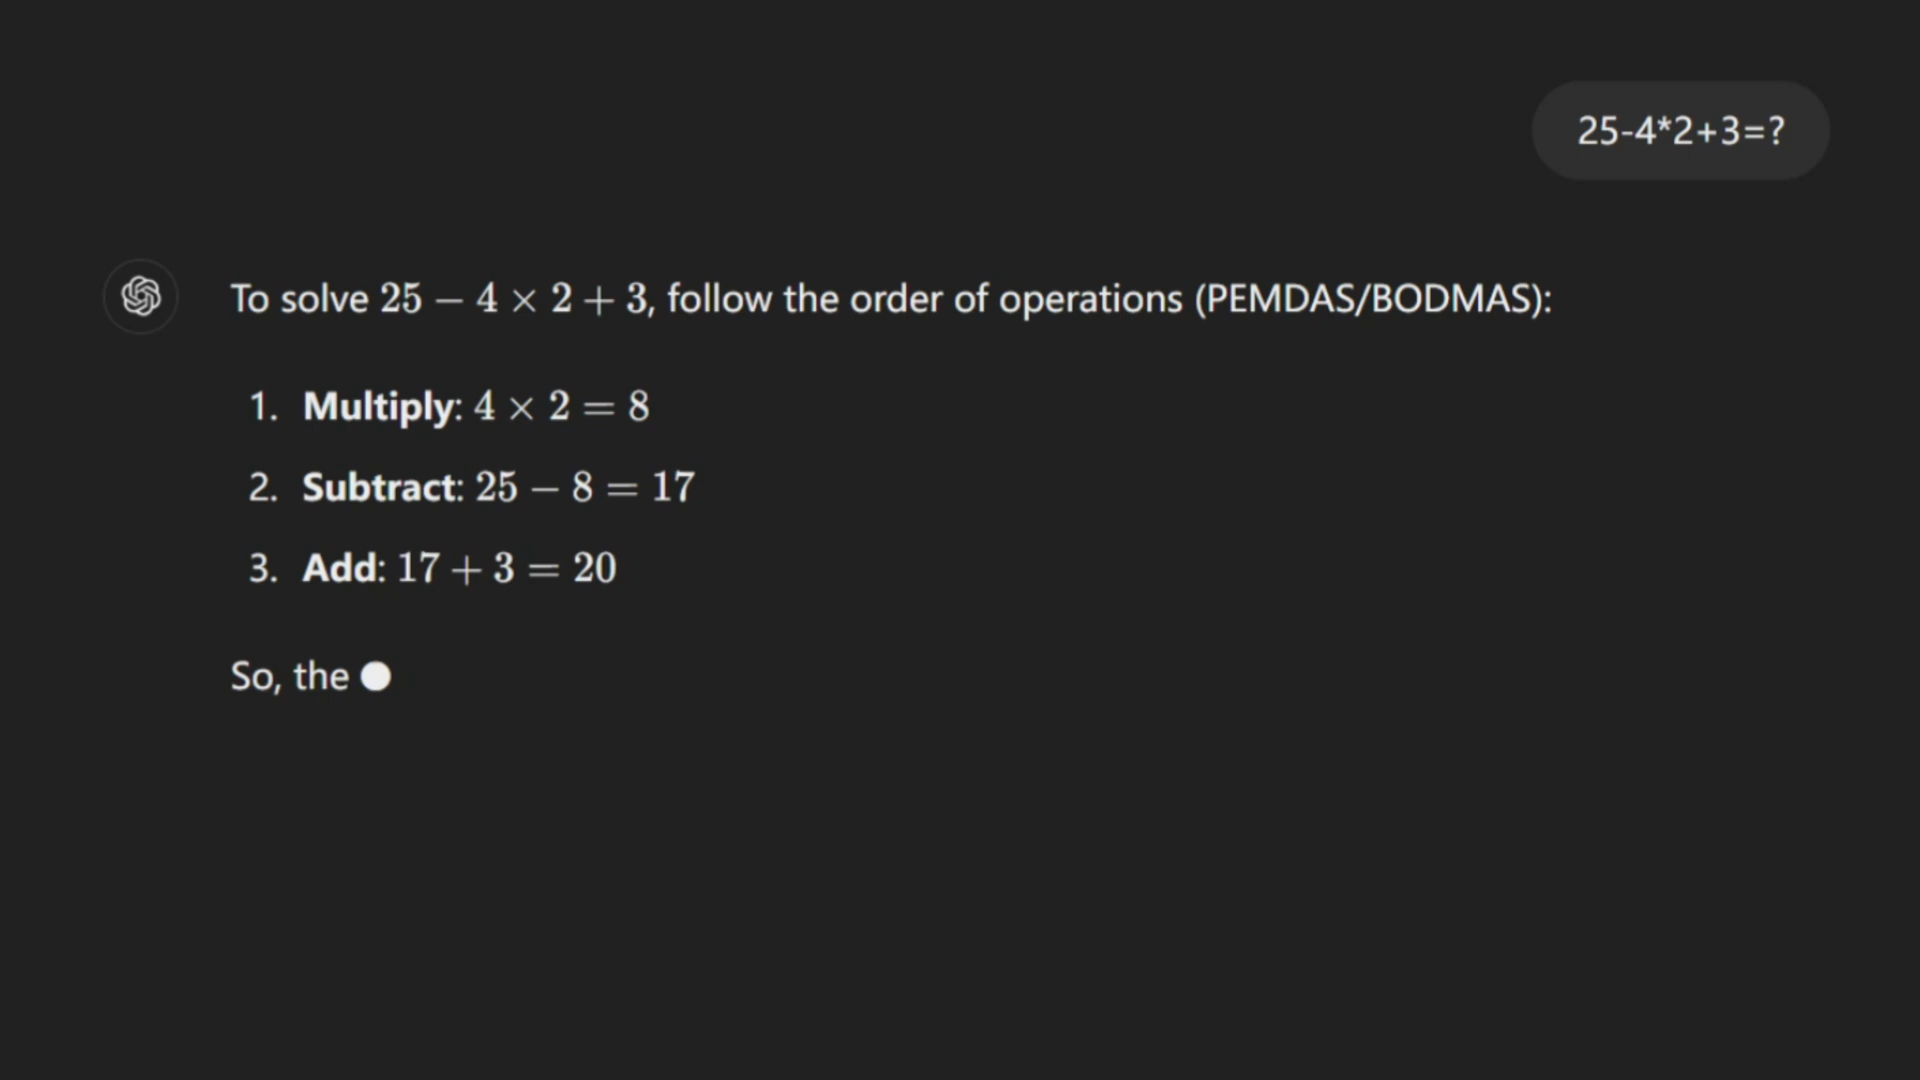 25-4*2+3=?
To solve 25 − 4 × 2 + 3, follow the order of operations (PEMDAS/BODMAS):
1. Multiply: 4 × 2 = 8
2. Subtract: 25 − 8 = 17
3. Add: 17 + 3 = 20
So, the